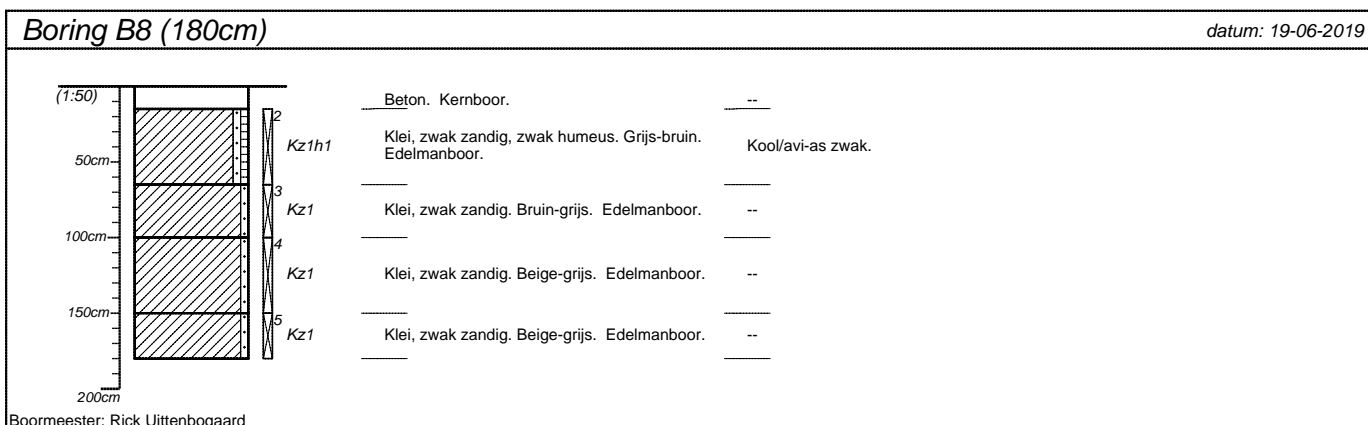 Boring B8 (180cm)
datum: 19-06-2019
(1:50)
Beton. Kernboor.
--
2
Kz1h1
Klei, zwak zandig, zwak humeus. Grijs-bruin.
Edelmanboor.
Kool/avi-as zwak.
50cm
3
Kz1
Klei, zwak zandig. Bruin-grijs. Edelmanboor.
--
100cm
4
Kz1
Klei, zwak zandig. Beige-grijs. Edelmanboor.
--
150cm
5
Kz1
Klei, zwak zandig. Beige-grijs. Edelmanboor.
--
200cm
Boormeester: Rick Uittenbogaard